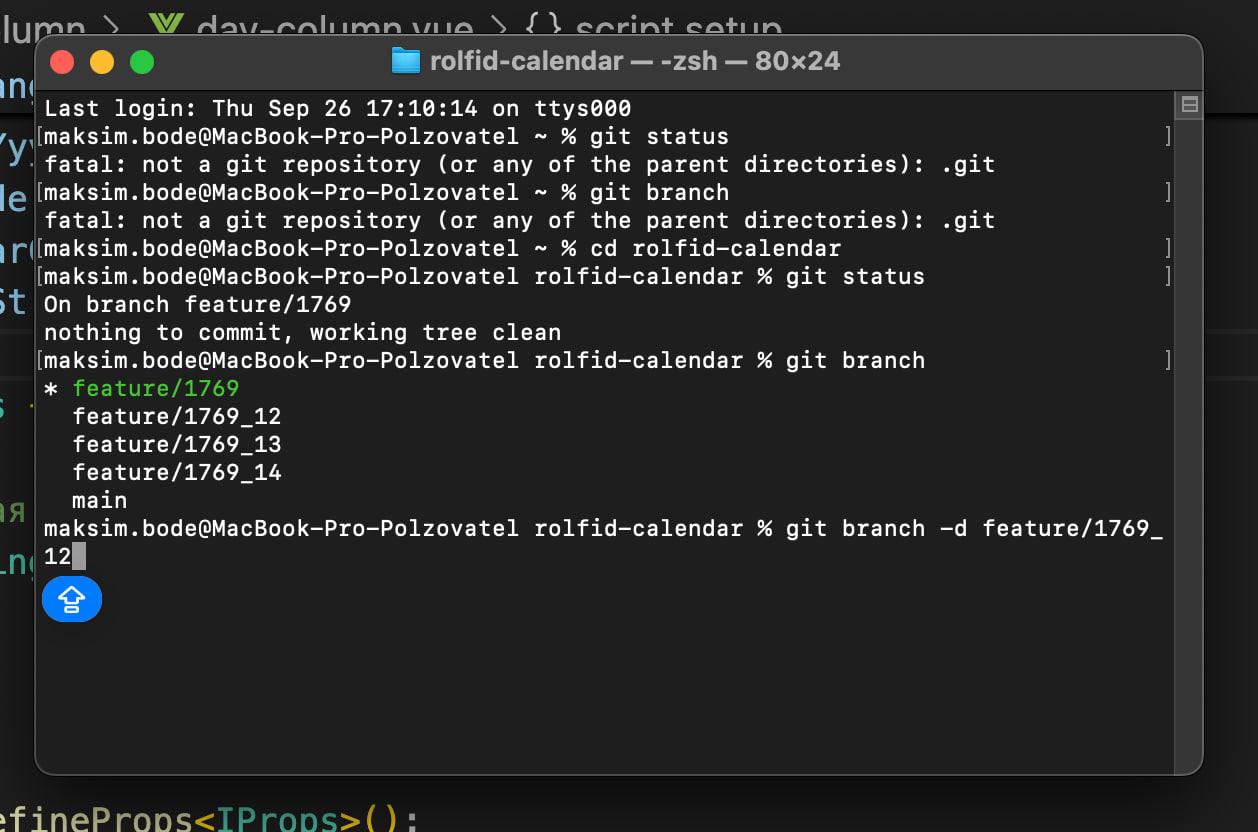 day-column.vue > {} script setup
rolfid-calendar — -zsh — 80×24
Last login: Thu Sep 26 17:10:14 on ttys000
[maksim.bode@MacBook-Pro-Polzovatel ~ % git status ]
fatal: not a git repository (or any of the parent directories): .git
[maksim.bode@MacBook-Pro-Polzovatel ~ % git branch ]
fatal: not a git repository (or any of the parent directories): .git
[maksim.bode@MacBook-Pro-Polzovatel ~ % cd rolfid-calendar ]
[maksim.bode@MacBook-Pro-Polzovatel rolfid-calendar % git status ]
On branch feature/1769
nothing to commit, working tree clean
[maksim.bode@MacBook-Pro-Polzovatel rolfid-calendar % git branch ]
* feature/1769
feature/1769_12
feature/1769_13
feature/1769_14
main
maksim.bode@MacBook-Pro-Polzovatel rolfid-calendar % git branch -d feature/1769_
12
efineProps<IProps>();